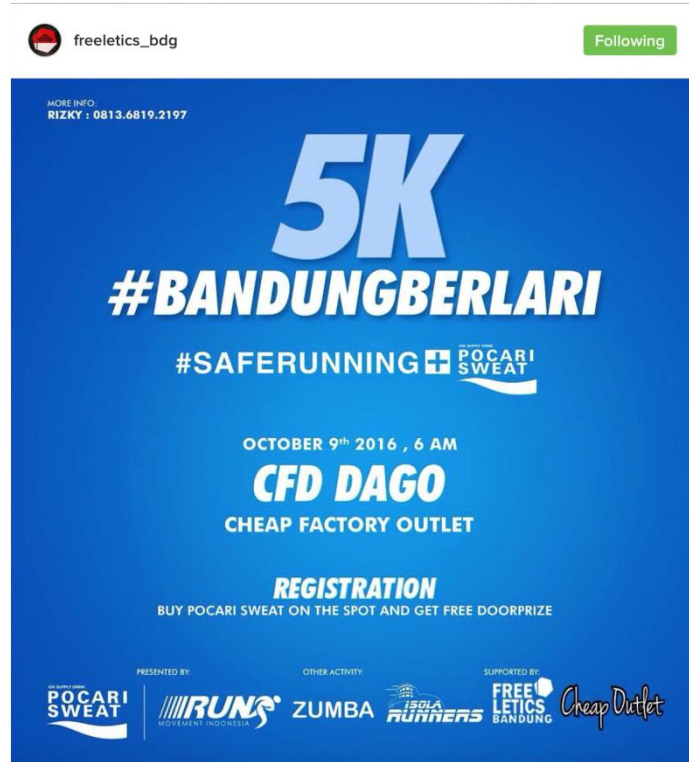 freeletics_bdg
Following
MORE INFO:
RIZKY : 0813.6819.2197
5K
#BANDUNGBERLARI
#SAFERUNNING + POCARI SWEAT
OCTOBER 9th 2016 , 6 AM
CFD DAGO
CHEAP FACTORY OUTLET
REGISTRATION
BUY POCARI SWEAT ON THE SPOT AND GET FREE DOORPRIZE
PRESENTED BY:
OTHER ACTIVITY:
SUPPORTED BY:
POCARI
SWEAT
RUNS
MOVEMENT INDONESIA
ZUMBA
ISOLA
RUNNERS
FREE
LETICS
BANDUNG
Cheap Outlet